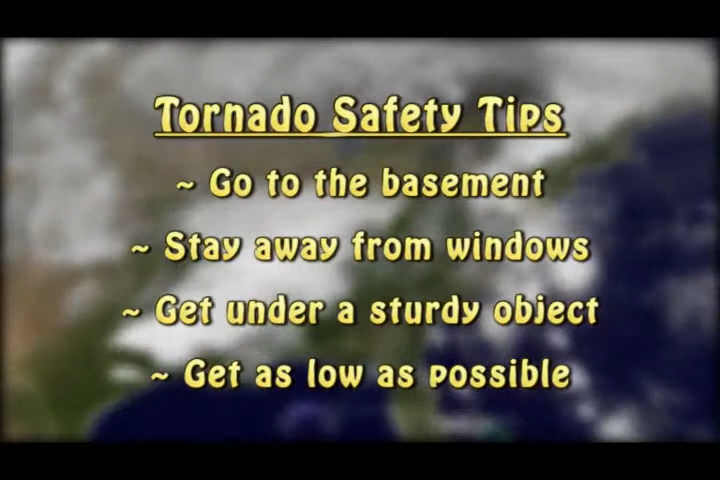 Tornado Safety Tips
~ Go to the basement
~ Stay away from windows
~ Get under a sturdy object
~ Get as low as possible